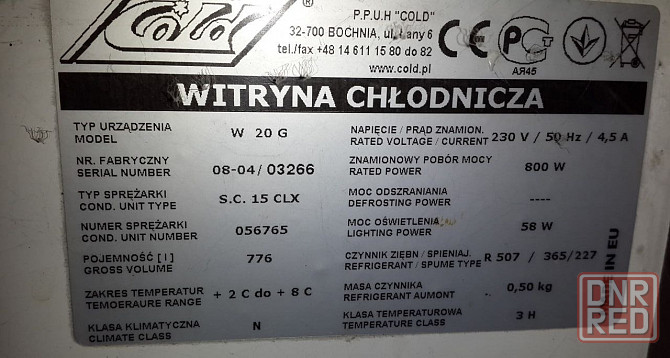 Cold ®
P.P.U.H "COLD"
32-700 BOCHNIA, ul. Łany 6
tel./fax +48 14 611 15 80 do 82
www.cold.pl
CE
АЯ45
WITRYNA CHŁODNICZA
TYP URZĄDZENIA
MODEL
W 20 G
NR. FABRYCZNY
SERIAL NUMBER
08-04/ 03266
TYP SPRĘŻARKI
COND. UNIT TYPE
S.C. 15 CLX
NUMER SPRĘŻARKI
COND. UNIT NUMBER
056765
POJEMNOŚĆ [l]
GROSS VOLUME
776
ZAKRES TEMPERATUR
TEMOERAURE RANGE
+ 2 C do + 8 C
KLASA KLIMATYCZNA
CLIMATE CLASS
N
NAPIĘCIE / PRĄD ZNAMION.
RATED VOLTAGE / CURRENT
230 V / 50 Hz / 4,5 A
ZNAMIONOWY POBÓR MOCY
RATED POWER
800 W
MOC ODSZRANIANIA
DEFROSTING POWER
----
MOC OŚWIETLENIA
LIGHTING POWER
58 W
CZYNNIK ZIĘBN / SPIENIAJ.
REFRIGERANT / SPUME TYPE
R 507 / 365/227
MASA CZYNNIKA
REFRIGERANT AUMONT
0,50 kg
KLASA TEMPERATUROWA
TEMPERATURE CLASS
3 H
IN EU
DNR
RED